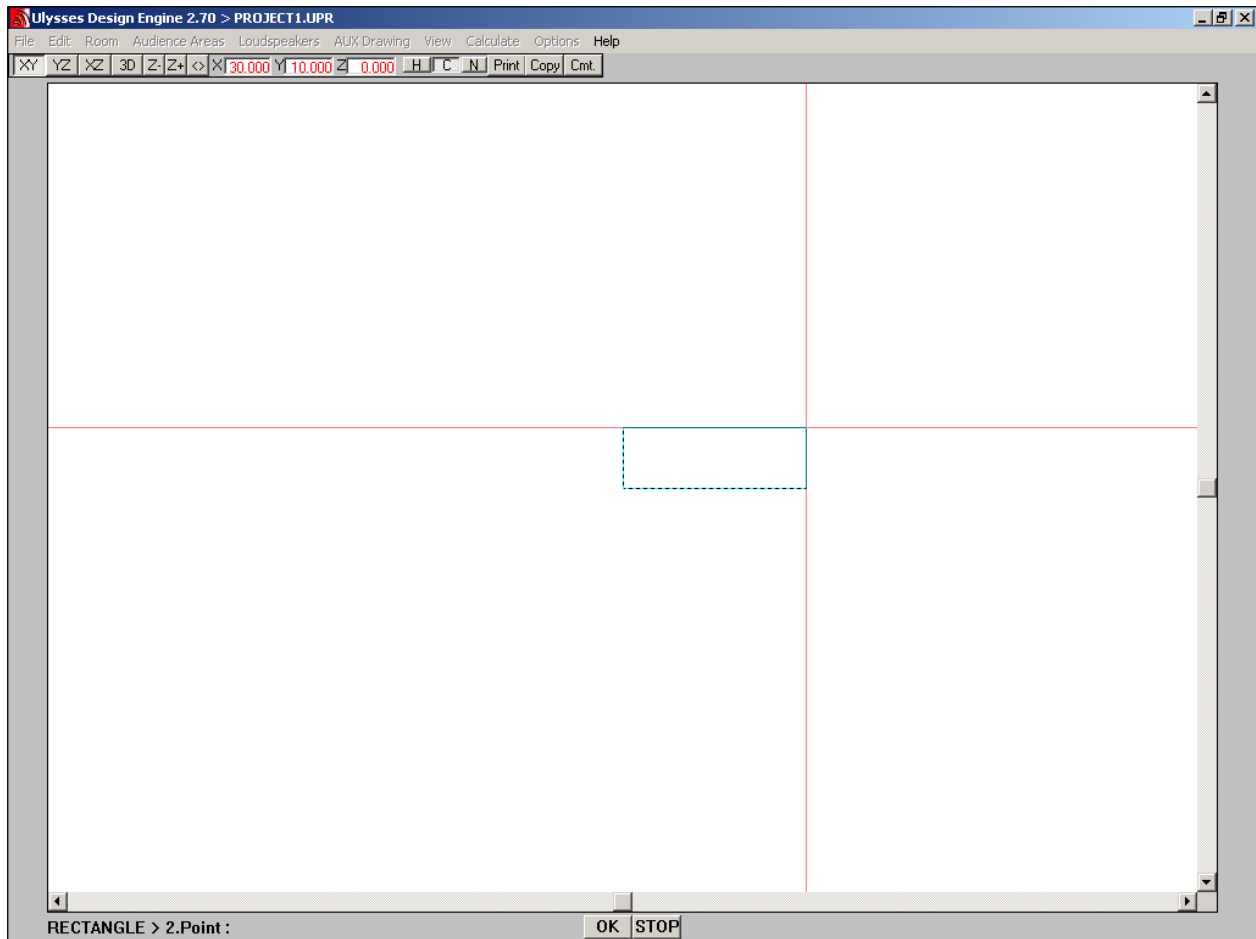 Ulysses Design Engine 2.70 > PROJECT1.UPR
File Edit Room Audience Areas Loudspeakers AUX Drawing View Calculate Options Help
XY YZ XZ 3D Z- Z+ <> X 30.000 Y 10.000 Z 0.000 H C N Print Copy Cmt.
RECTANGLE > 2.Point : OK STOP